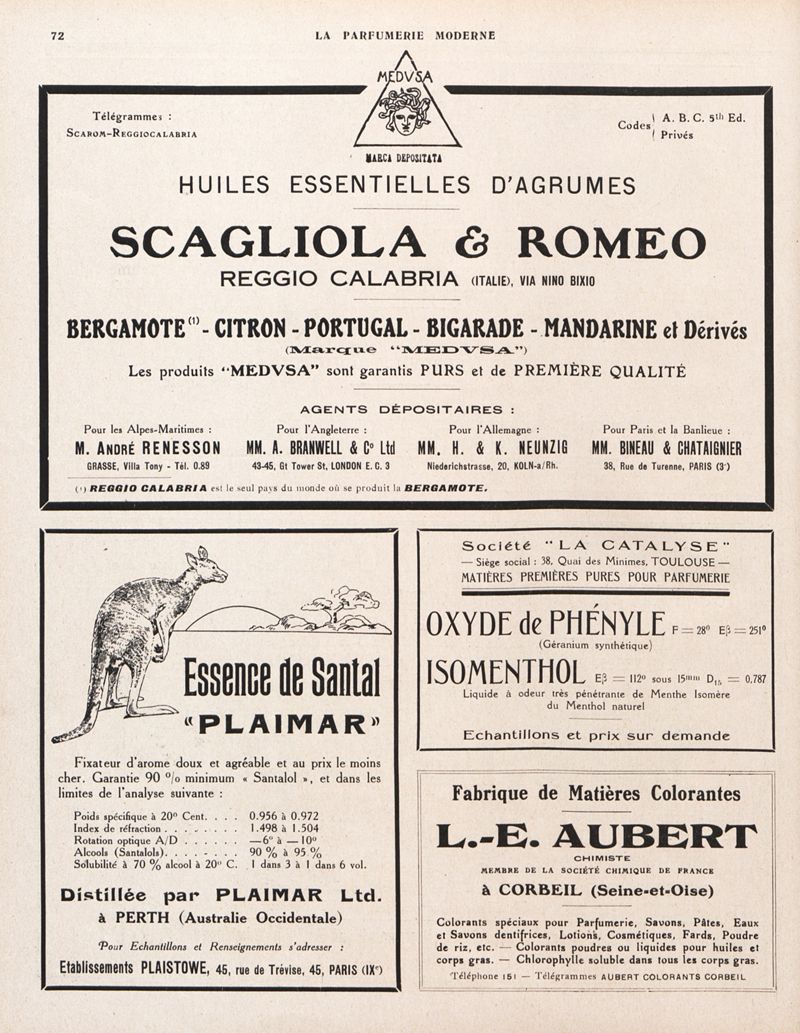 72
LA PARFUMERIE MODERNE
MEDVSA
MARCA DEPOSITATA
Télégrammes :
SCAROM-REGGIOCALABRIA
Codes
A. B. C. 5th Ed.
Privés
HUILES ESSENTIELLES D'AGRUMES
SCAGLIOLA & ROMEO
REGGIO CALABRIA (ITALIE), VIA NINO BIXIO
BERGAMOTE (1) - CITRON - PORTUGAL - BIGARADE - MANDARINE et Dérivés
(Marque "MEDVSA")
Les produits "MEDVSA" sont garantis PURS et de PREMIÈRE QUALITÉ
AGENTS DÉPOSITAIRES :
Pour les Alpes-Maritimes :
M. ANDRÉ RENESSON
GRASSE, Villa Tony - Tél. 0.89
Pour l'Angleterre :
MM. A. BRANWELL & Co Ltd
43-45, Gt Tower St, LONDON E. C. 3
Pour l'Allemagne :
MM. H. & K. NEUNZIG
Niederichstrasse, 20, KOLN-a/Rh.
Pour Paris et la Banlieue :
MM. BINEAU & CHATAIGNIER
38, Rue de Turenne, PARIS (3e)
(1) REGGIO CALABRIA est le seul pays du monde où se produit la BERGAMOTE.
Essence de Santal
"PLAIMAR"
Fixateur d'arome doux et agréable et au prix le moins
cher. Garantie 90 % minimum « Santalol », et dans les
limites de l'analyse suivante :
Poids spécifique à 20° Cent. . . . 0.956 à 0.972
Index de réfraction . . . . . . . . 1.498 à 1.504
Rotation optique A/D . . . . . . —6° à —10°
Alcools (Santalols). . . . . . . . 90 % à 95 %
Solubilité à 70 % alcool à 20° C. 1 dans 3 à 1 dans 6 vol.
Distillée par PLAIMAR Ltd.
à PERTH (Australie Occidentale)
Pour Echantillons et Renseignements s'adresser :
Etablissements PLAISTOWE, 45, rue de Trévise, 45, PARIS (IXe)
Société "LA CATALYSE"
— Siège social : 38, Quai des Minimes, TOULOUSE —
MATIÈRES PREMIÈRES PURES POUR PARFUMERIE
OXYDE de PHÉNYLE F = 28° Eβ = 251°
(Géranium synthétique)
ISOMENTHOL Eβ = 112° sous 15mm D15 = 0,787
Liquide à odeur très pénétrante de Menthe Isomère
du Menthol naturel
Echantillons et prix sur demande
Fabrique de Matières Colorantes
L.-E. AUBERT
CHIMISTE
MEMBRE DE LA SOCIÉTÉ CHIMIQUE DE FRANCE
à CORBEIL (Seine-et-Oise)
Colorants spéciaux pour Parfumerie, Savons, Pâtes, Eaux
et Savons dentifrices, Lotions, Cosmétiques, Fards, Poudre
de riz, etc. — Colorants poudres ou liquides pour huiles et
corps gras. — Chlorophylle soluble dans tous les corps gras.
Téléphone 151 — Télégrammes AUBERT COLORANTS CORBEIL